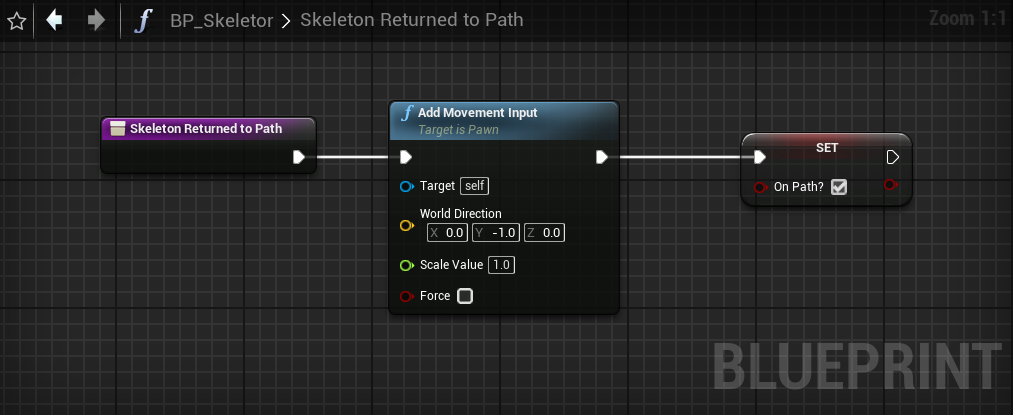 BP_Skeletor > Skeleton Returned to Path
Zoom 1:1
Skeleton Returned to Path
f Add Movement Input
Target is Pawn
Target self
World Direction
X 0.0 Y -1.0 Z 0.0
Scale Value 1.0
Force
SET
On Path?
BLUEPRINT